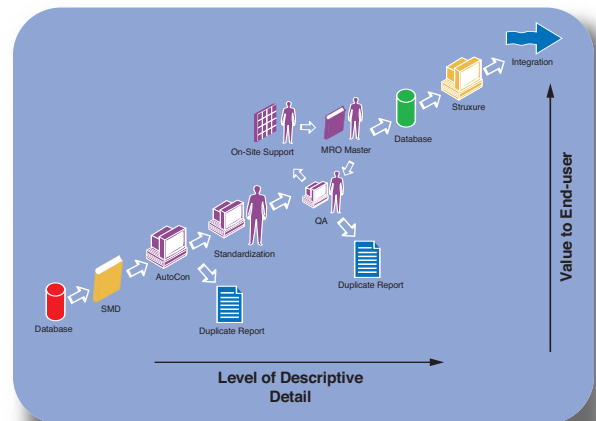 Integration
Struxure
Database
On-Site Support
MRO Master
QA
Standardization
Duplicate Report
AutoCon
SMD
Database
Duplicate Report
Level of Descriptive
Detail
Value to End-user